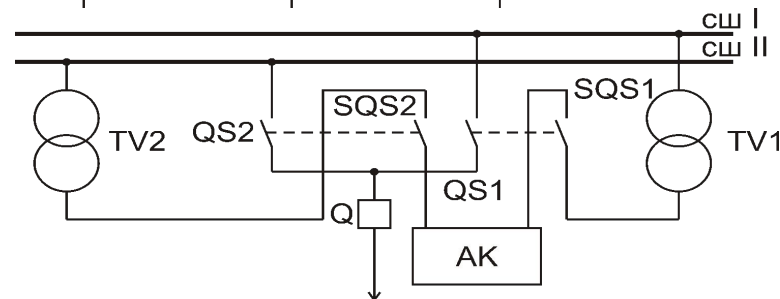 сш I
сш II
SQS1
SQS2
QS2
TV2
TV1
QS1
Q
AK